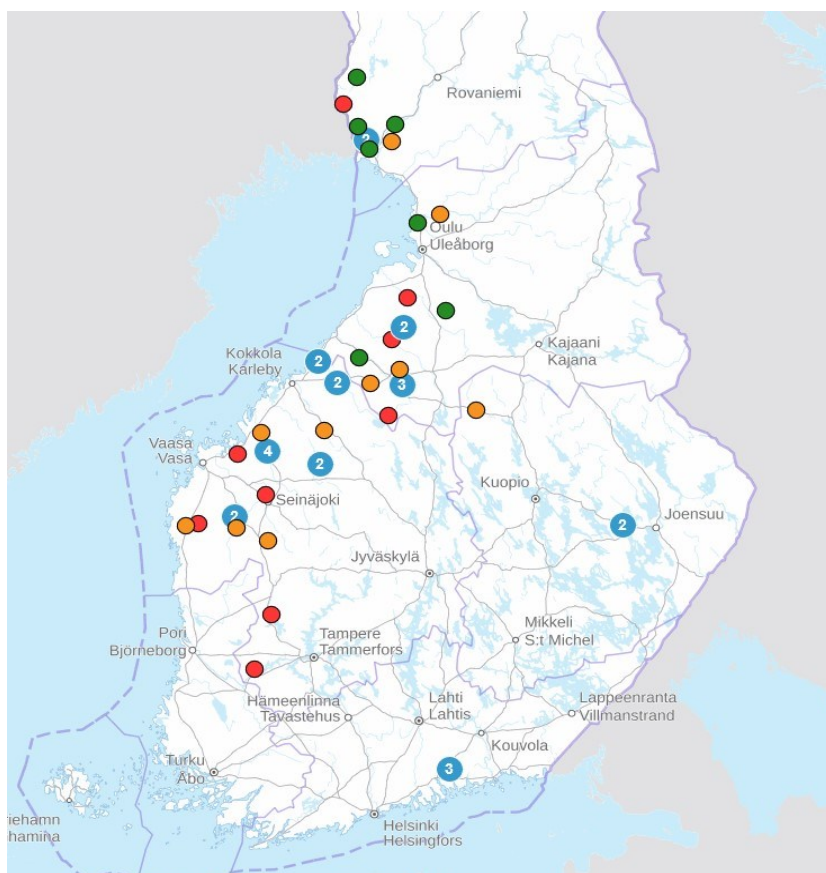 Rovaniemi
2
Oulu
Uleåborg
2
Kajaani
Kajana
2
Kokkola
Karleby
2
3
Vaasa
Vasa
4
2
Kuopio
Seinäjoki
2
2
Joensuu
Jyväskylä
Mikkeli
S:t Michel
Pori
Björneborg
Tampere
Tammerfors
Hämeenlinna
Tavastehus
Lahti
Lahtis
Lappeenranta
Villmanstrand
Kouvola
Turku
Åbo
3
riehamn
hamina
Helsinki
Helsingfors